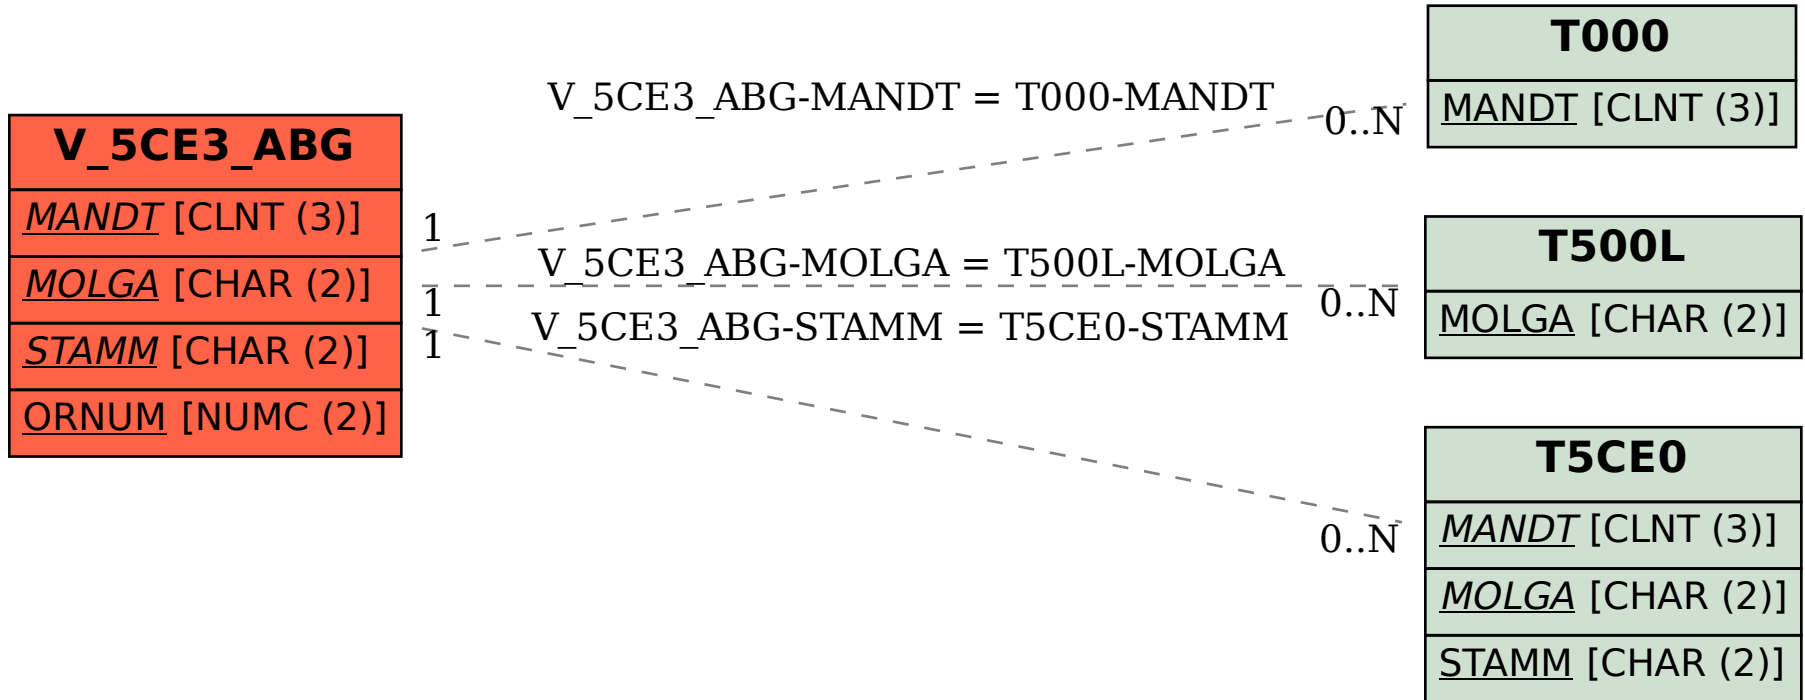 V_5CE3_ABG
MANDT [CLNT (3)]
MOLGA [CHAR (2)]
STAMM [CHAR (2)]
ORNUM [NUMC (2)]
V_5CE3_ABG-MANDT = T000-MANDT
1
0..N
V_5CE3_ABG-MOLGA = T500L-MOLGA
1
0..N
V_5CE3_ABG-STAMM = T5CE0-STAMM
1
0..N
T000
MANDT [CLNT (3)]
T500L
MOLGA [CHAR (2)]
T5CE0
MANDT [CLNT (3)]
MOLGA [CHAR (2)]
STAMM [CHAR (2)]